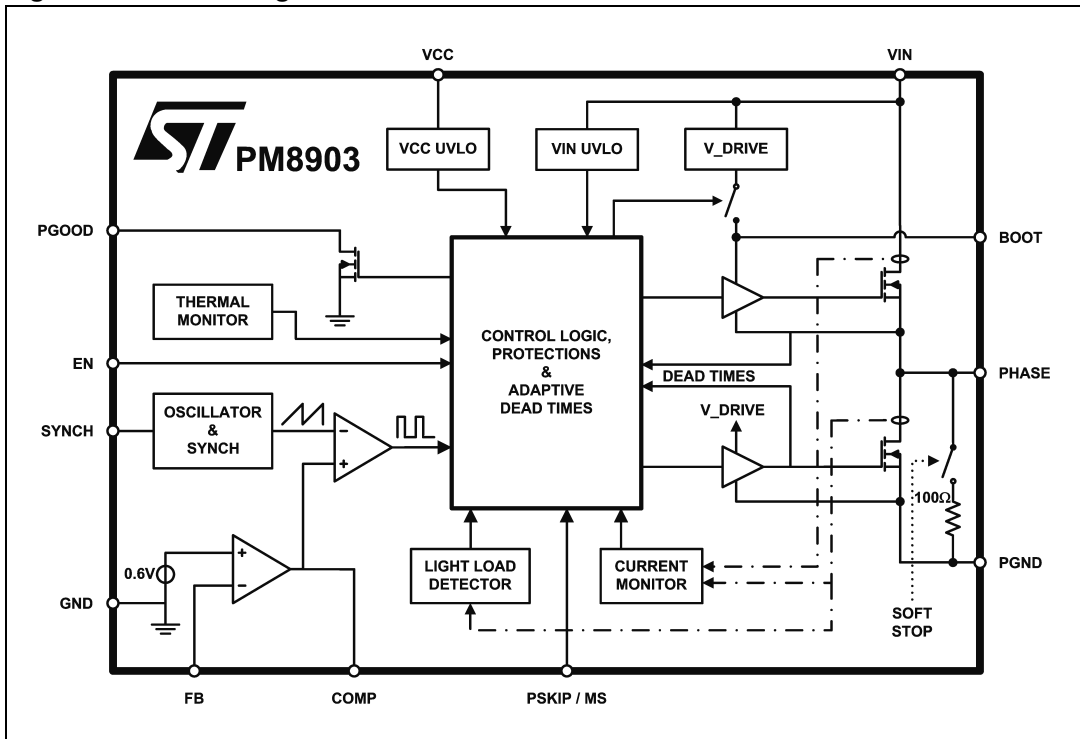 VCC
VIN
ST
PM8903
VCC UVLO
VIN UVLO
V_DRIVE
PGOOD
BOOT
THERMAL
MONITOR
CONTROL LOGIC,
PROTECTIONS
&
ADAPTIVE
DEAD TIMES
EN
DEAD TIMES
PHASE
OSCILLATOR
&
SYNCH
SYNCH
V_DRIVE
-
+
100Ω
LIGHT LOAD
DETECTOR
CURRENT
MONITOR
PGND
0.6V
+
-
GND
SOFT
STOP
FB
COMP
PSKIP / MS